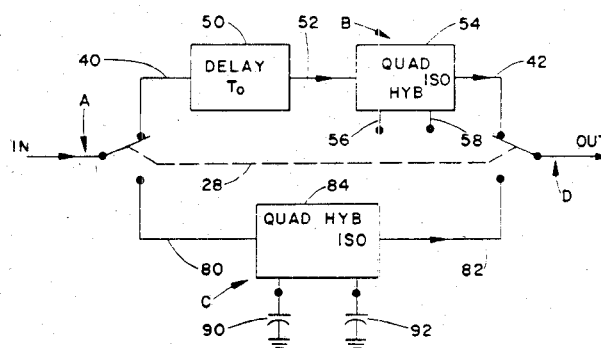 50 52 B 54
40 DELAY T₀ QUAD HYB ISO 42
A
IN 56 58 OUT
28 84 D
QUAD HYB ISO
80 82
C
90 92